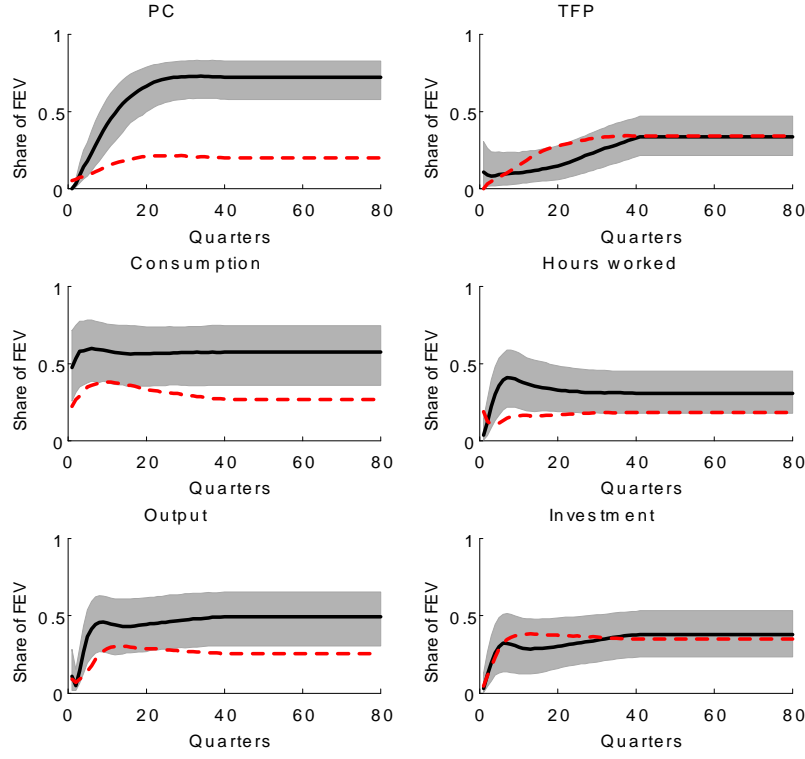 PC
TFP
1
0.5
0
Share of FEV
0 20 40 60 80
Quarters
1
0.5
0
Share of FEV
0 20 40 60 80
Quarters
Consumption
Hours worked
1
0.5
0
Share of FEV
0 20 40 60 80
Quarters
1
0.5
0
Share of FEV
0 20 40 60 80
Quarters
Output
Investment
1
0.5
0
Share of FEV
0 20 40 60 80
Quarters
1
0.5
0
Share of FEV
0 20 40 60 80
Quarters